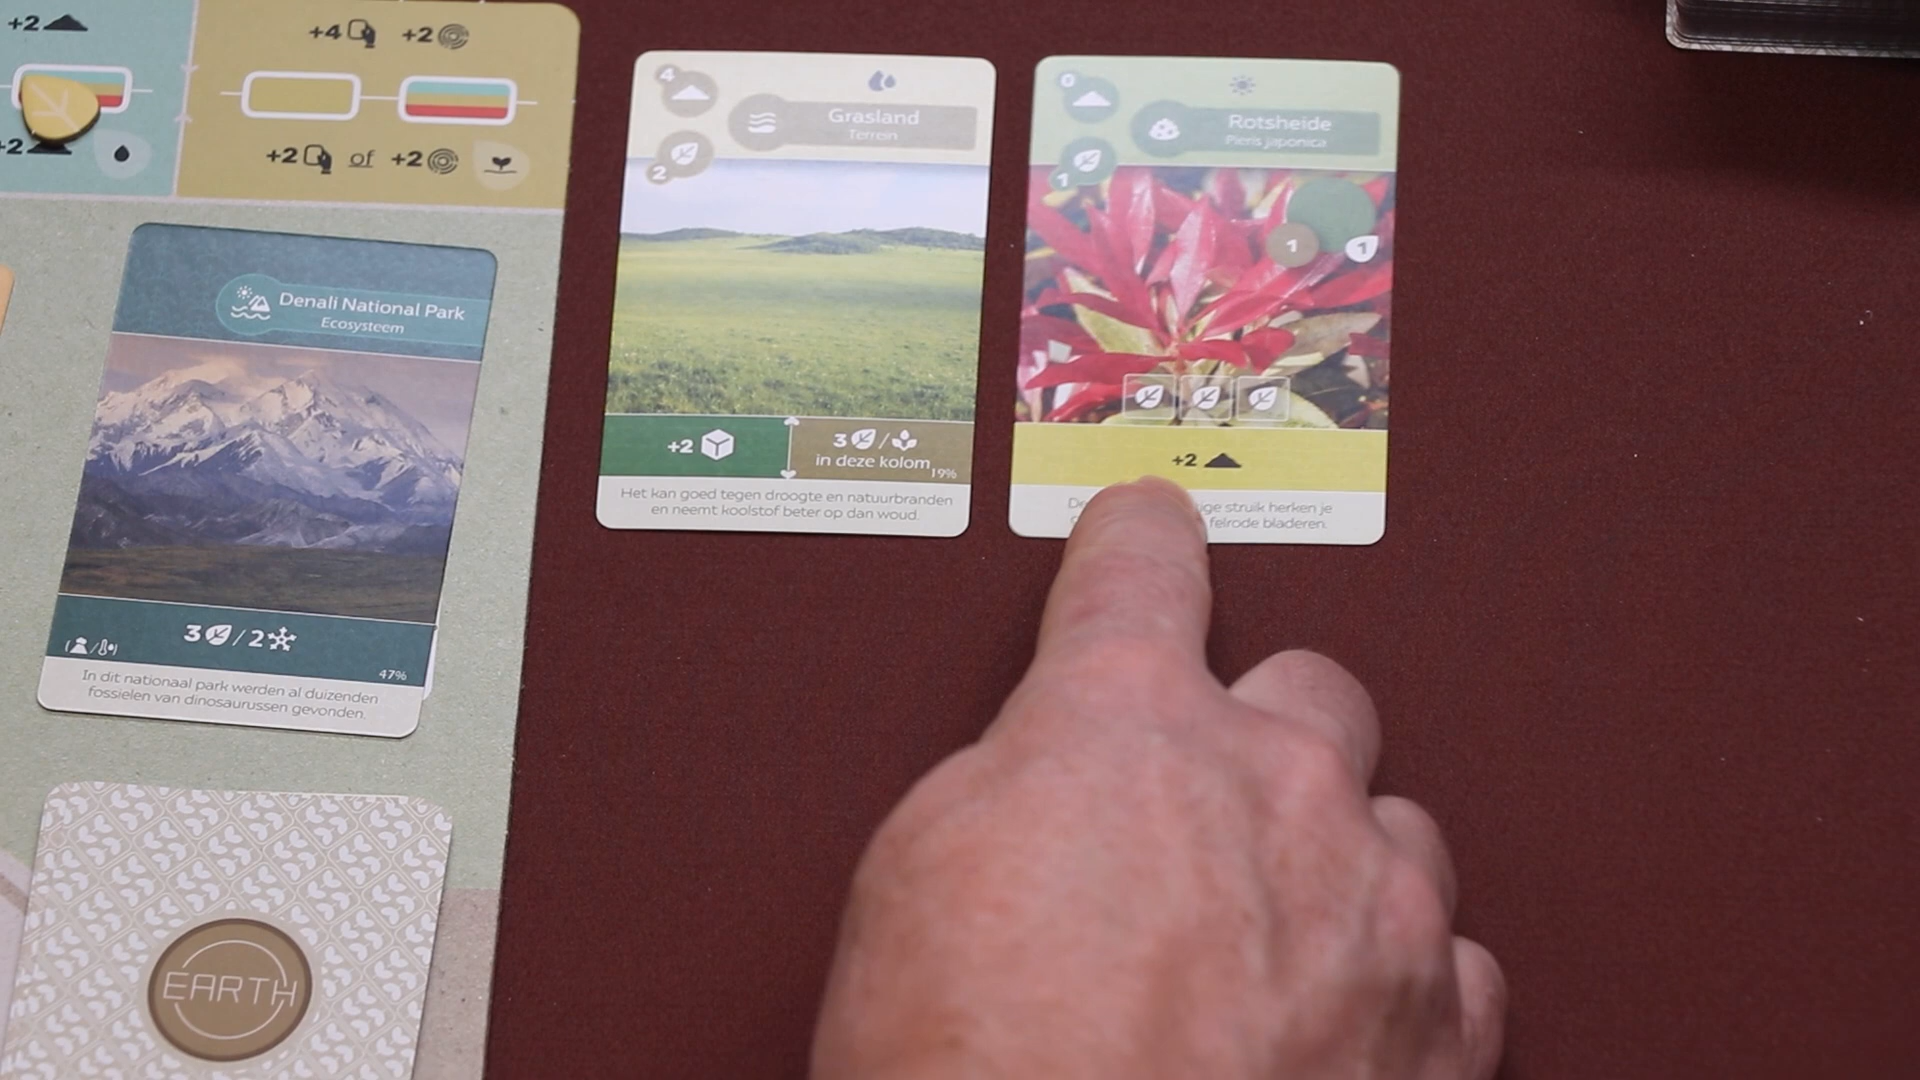 +2
+4 +2
+2
+2 of +2
Denali National Park
Ecosysteem
3 / 2
47%
In dit nationaal park werden al duizenden
fossielen van dinosaurussen gevonden.
EARTH
4
Grasland
Terrein
2
+2
3 /
in deze kolom
19%
Het kan goed tegen droogte en natuurbranden
en neemt koolstof beter op dan woud.
0
Rotsheide
Pieris japonica
1
1
1
+2
struik herken je
felrode bladeren.